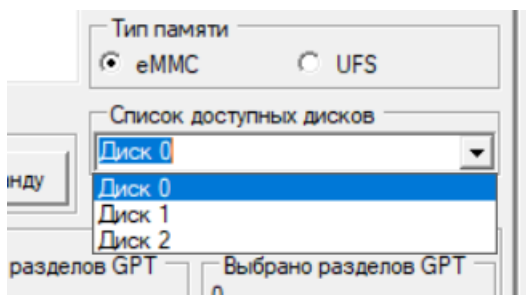 Тип памяти
eMMC UFS
Список доступных дисков
Диск 0
нду
Диск 0
Диск 1
Диск 2
разделов GPT Выбрано разделов GPT